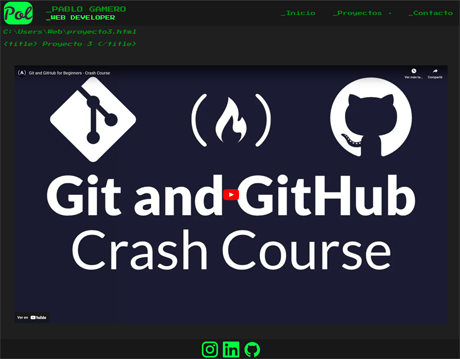 Pol
_PABLO GAMERO
_WEB DEVELOPER
_Inicio
_Proyectos
_Contacto
C:\Users\Web\proyecto3.html
<title> Proyecto 3 </title>
(A) Git and GitHub for Beginners - Crash Course
Ver más ta...
Compartir
Git and GitHub
Crash Course
Ver en YouTube